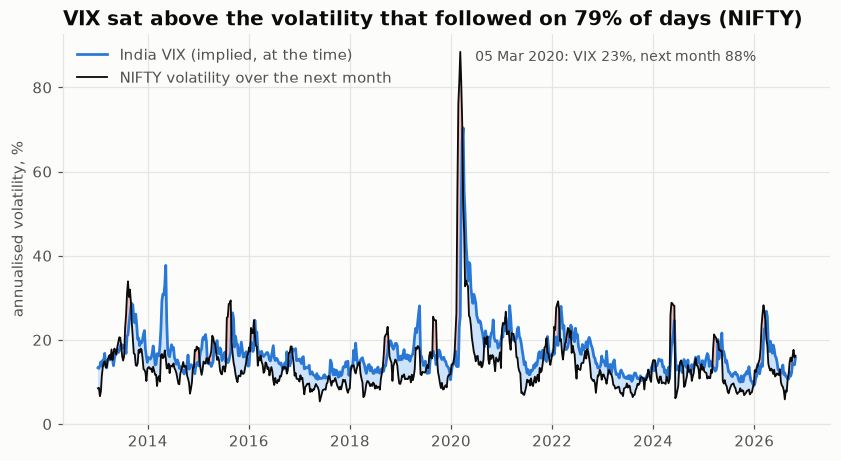 VIX sat above the volatility that followed on 79% of days (NIFTY)
India VIX (implied, at the time)
NIFTY volatility over the next month
05 Mar 2020: VIX 23%, next month 88%
annualised volatility, %
80
60
40
20
0
2014 2016 2018 2020 2022 2024 2026